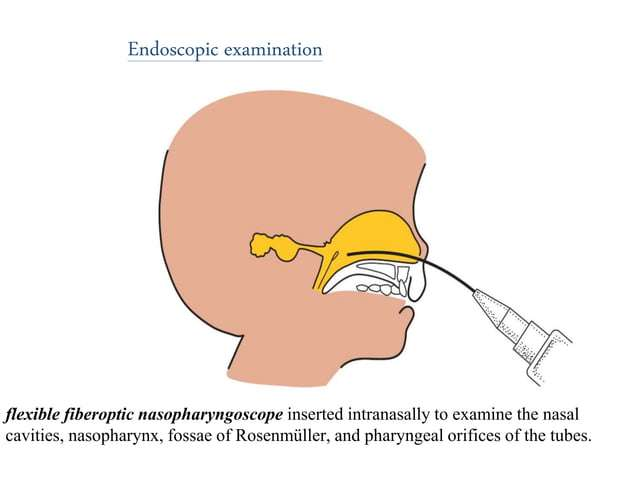 Endoscopic examination
flexible fiberoptic nasopharyngoscope inserted intranasally to examine the nasal
cavities, nasopharynx, fossae of Rosenmüller, and pharyngeal orifices of the tubes.